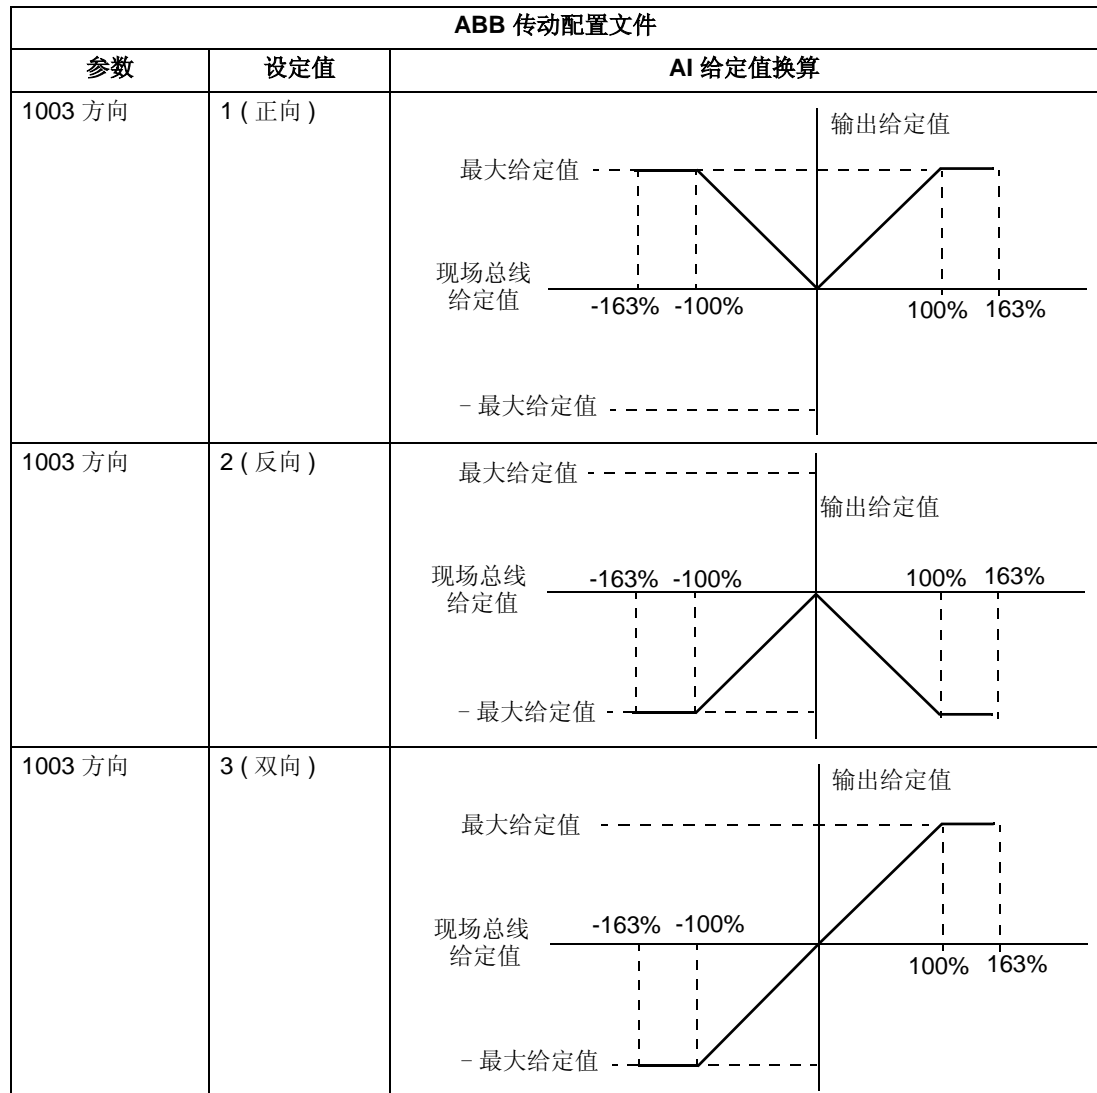 ABB 传动配置文件
参数 设定值 AI 给定值换算
1003 方向 1 ( 正向 )
输出给定值
最大给定值
现场总线
给定值
-163% -100% 100% 163%
– 最大给定值
1003 方向 2 ( 反向 )
最大给定值
输出给定值
现场总线
给定值
-163% -100% 100% 163%
– 最大给定值
1003 方向 3 ( 双向 )
输出给定值
最大给定值
-163% -100%
现场总线
给定值
100% 163%
– 最大给定值